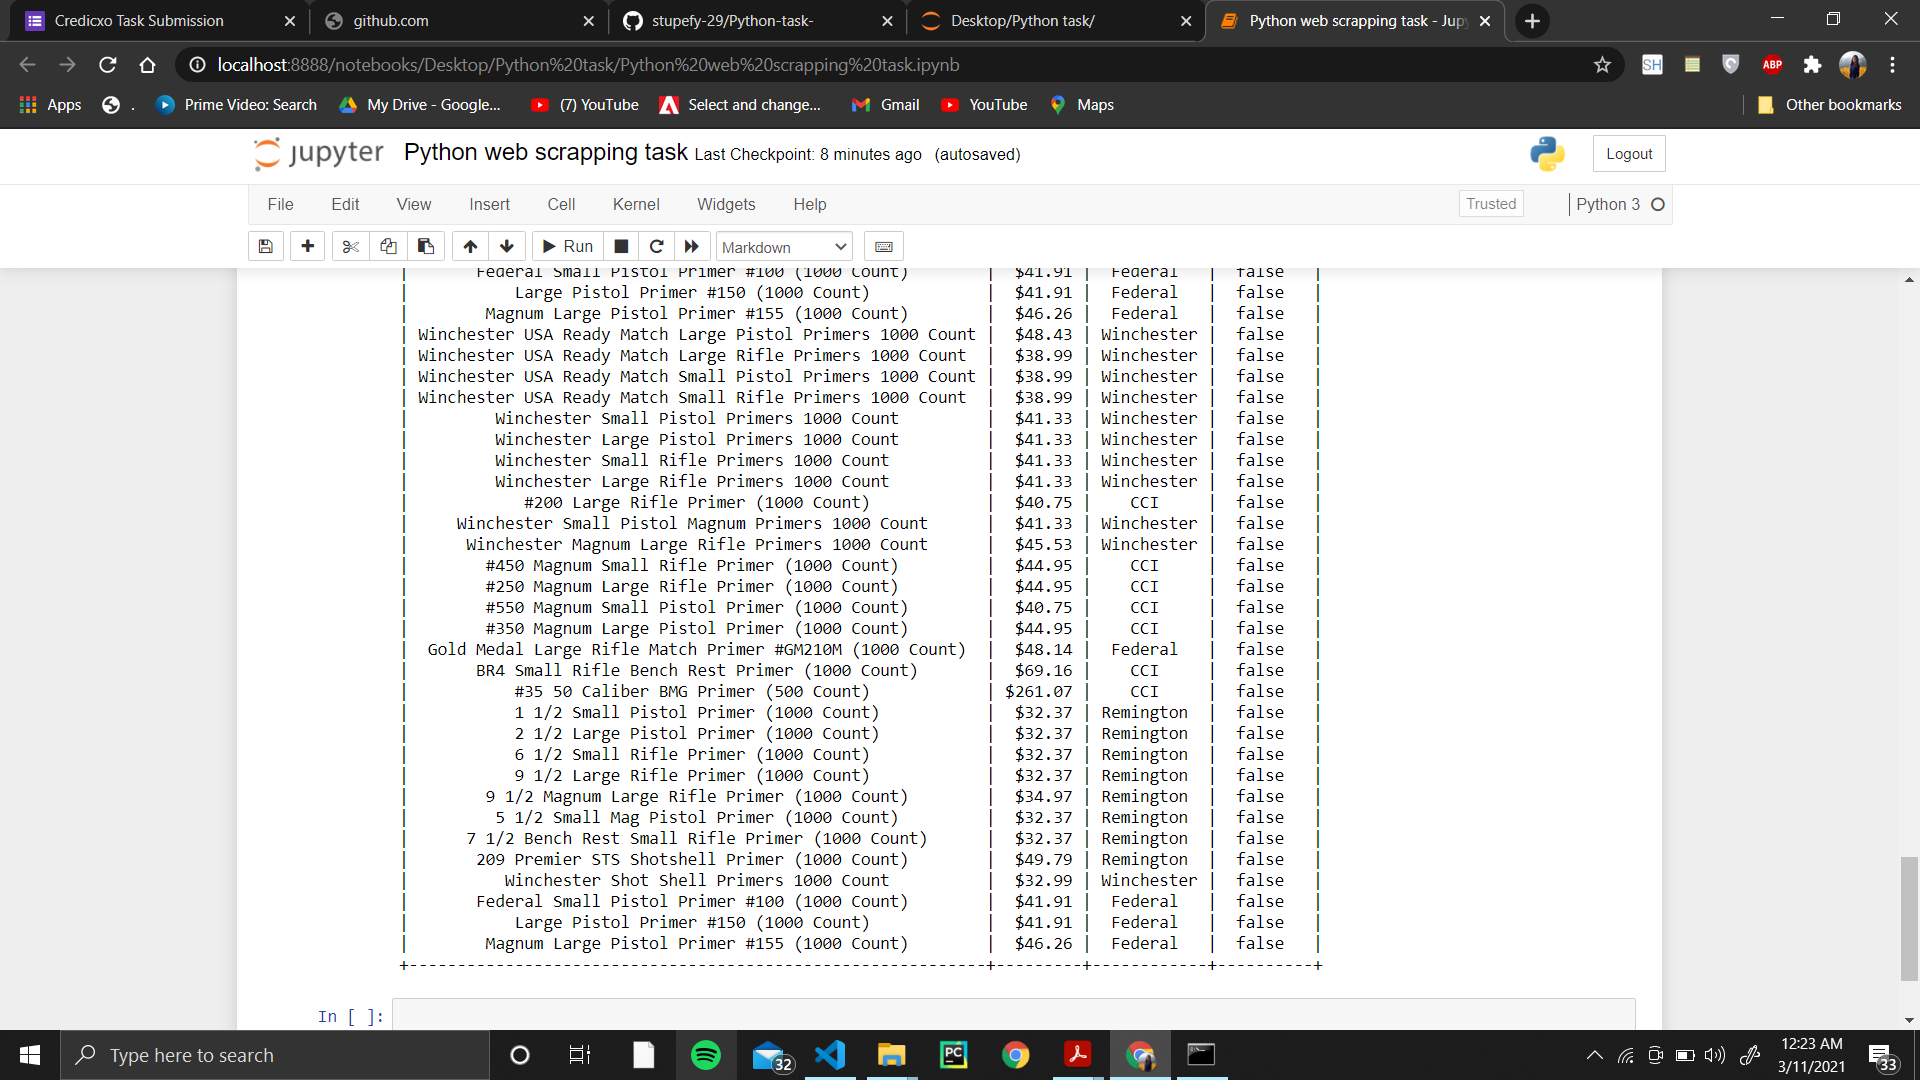 Credicxo Task Submission
github.com
stupefy-29/Python-task-
Desktop/Python task/
Python web scrapping task - Jup
localhost:8888/notebooks/Desktop/Python%20task/Python%20web%20scrapping%20task.ipynb
SH
ABP
Apps . Prime Video: Search My Drive - Google... (7) YouTube Select and change... Gmail YouTube Maps Other bookmarks
jupyter Python web scrapping task Last Checkpoint: 8 minutes ago (autosaved) Logout
File Edit View Insert Cell Kernel Widgets Help Trusted Python 3
Run Markdown
| Federal Small Pistol Primer #100 (1000 Count) | $41.91 | Federal | false |
| Large Pistol Primer #150 (1000 Count) | $41.91 | Federal | false |
| Magnum Large Pistol Primer #155 (1000 Count) | $46.26 | Federal | false |
| Winchester USA Ready Match Large Pistol Primers 1000 Count | $48.43 | Winchester | false |
| Winchester USA Ready Match Large Rifle Primers 1000 Count | $38.99 | Winchester | false |
| Winchester USA Ready Match Small Pistol Primers 1000 Count | $38.99 | Winchester | false |
| Winchester USA Ready Match Small Rifle Primers 1000 Count | $38.99 | Winchester | false |
| Winchester Small Pistol Primers 1000 Count | $41.33 | Winchester | false |
| Winchester Large Pistol Primers 1000 Count | $41.33 | Winchester | false |
| Winchester Small Rifle Primers 1000 Count | $41.33 | Winchester | false |
| Winchester Large Rifle Primers 1000 Count | $41.33 | Winchester | false |
| #200 Large Rifle Primer (1000 Count) | $40.75 | CCI | false |
| Winchester Small Pistol Magnum Primers 1000 Count | $41.33 | Winchester | false |
| Winchester Magnum Large Rifle Primers 1000 Count | $45.53 | Winchester | false |
| #450 Magnum Small Rifle Primer (1000 Count) | $44.95 | CCI | false |
| #250 Magnum Large Rifle Primer (1000 Count) | $44.95 | CCI | false |
| #550 Magnum Small Pistol Primer (1000 Count) | $40.75 | CCI | false |
| #350 Magnum Large Pistol Primer (1000 Count) | $44.95 | CCI | false |
| Gold Medal Large Rifle Match Primer #GM210M (1000 Count) | $48.14 | Federal | false |
| BR4 Small Rifle Bench Rest Primer (1000 Count) | $69.16 | CCI | false |
| #35 50 Caliber BMG Primer (500 Count) | $261.07 | CCI | false |
| 1 1/2 Small Pistol Primer (1000 Count) | $32.37 | Remington | false |
| 2 1/2 Large Pistol Primer (1000 Count) | $32.37 | Remington | false |
| 6 1/2 Small Rifle Primer (1000 Count) | $32.37 | Remington | false |
| 9 1/2 Large Rifle Primer (1000 Count) | $32.37 | Remington | false |
| 9 1/2 Magnum Large Rifle Primer (1000 Count) | $34.97 | Remington | false |
| 5 1/2 Small Mag Pistol Primer (1000 Count) | $32.37 | Remington | false |
| 7 1/2 Bench Rest Small Rifle Primer (1000 Count) | $32.37 | Remington | false |
| 209 Premier STS Shotshell Primer (1000 Count) | $49.79 | Remington | false |
| Winchester Shot Shell Primers 1000 Count | $32.99 | Winchester | false |
| Federal Small Pistol Primer #100 (1000 Count) | $41.91 | Federal | false |
| Large Pistol Primer #150 (1000 Count) | $41.91 | Federal | false |
| Magnum Large Pistol Primer #155 (1000 Count) | $46.26 | Federal | false |
+------------------------------------------------------------+---------+------------+----------+
In [ ]:
Type here to search
32
PC
12:23 AM
3/11/2021
33